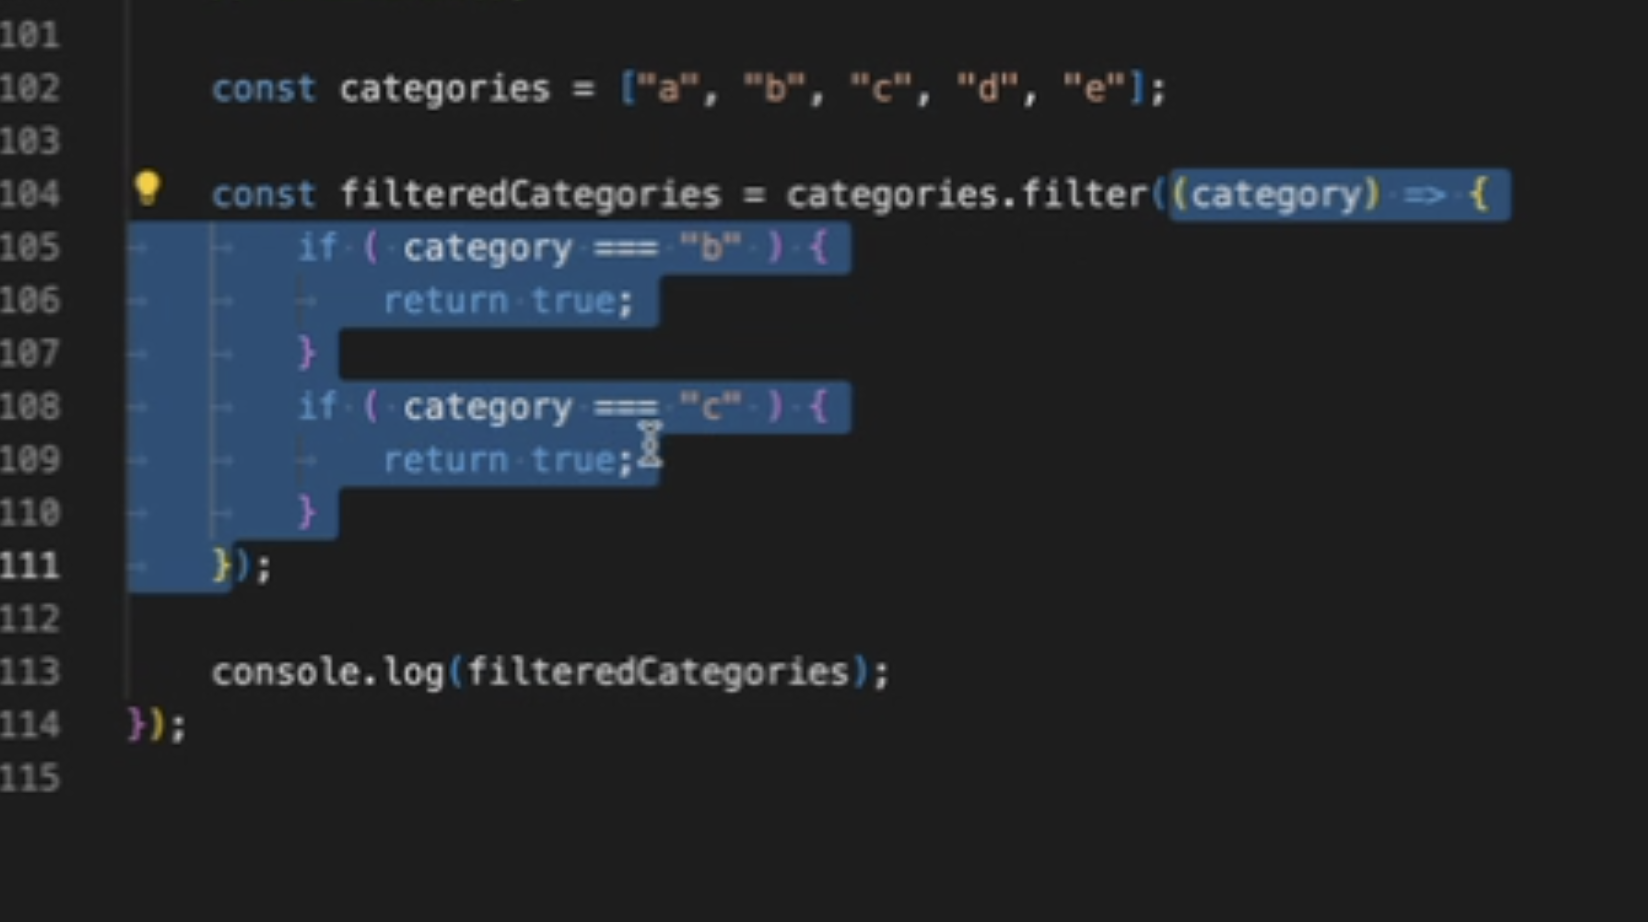 101
102 const categories = ["a", "b", "c", "d", "e"];
103
104 const filteredCategories = categories.filter((category) => {
105 if ( category === "b" ) {
106 return true;
107 }
108 if ( category === "c" ) {
109 return true;
110 }
111 });
112
113 console.log(filteredCategories);
114 });
115